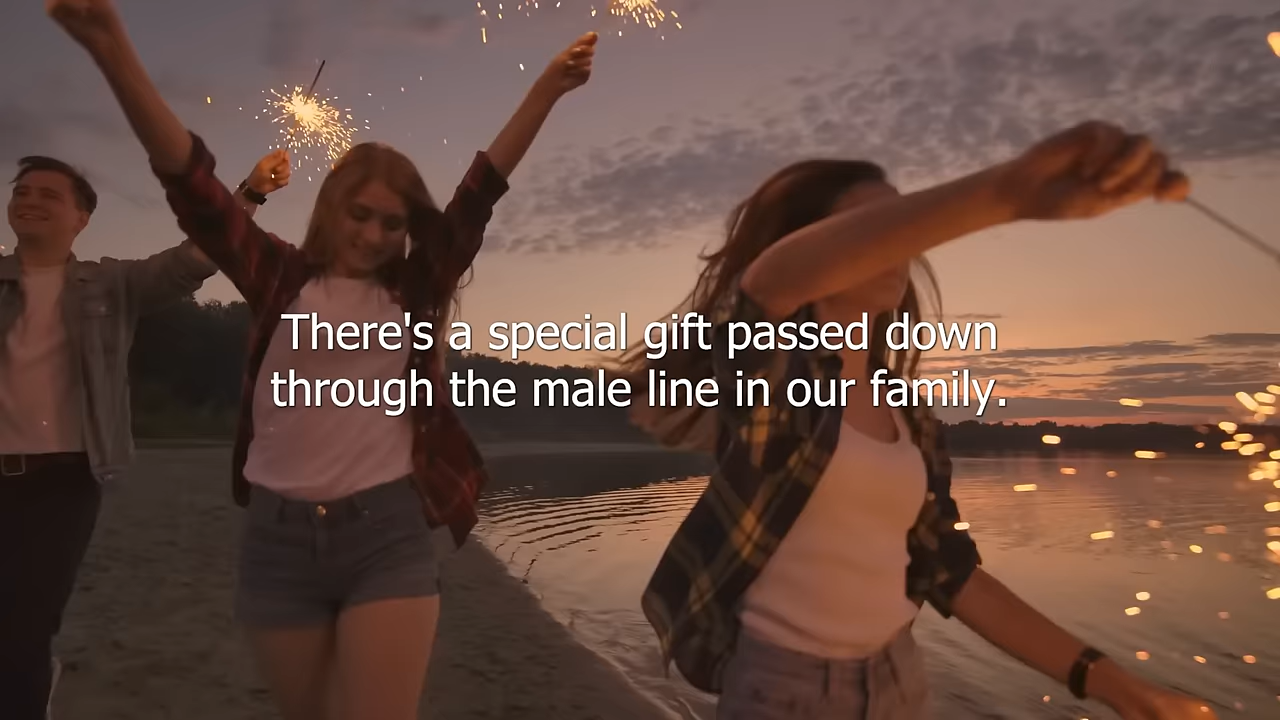 There's a special gift passed down
through the male line in our family.